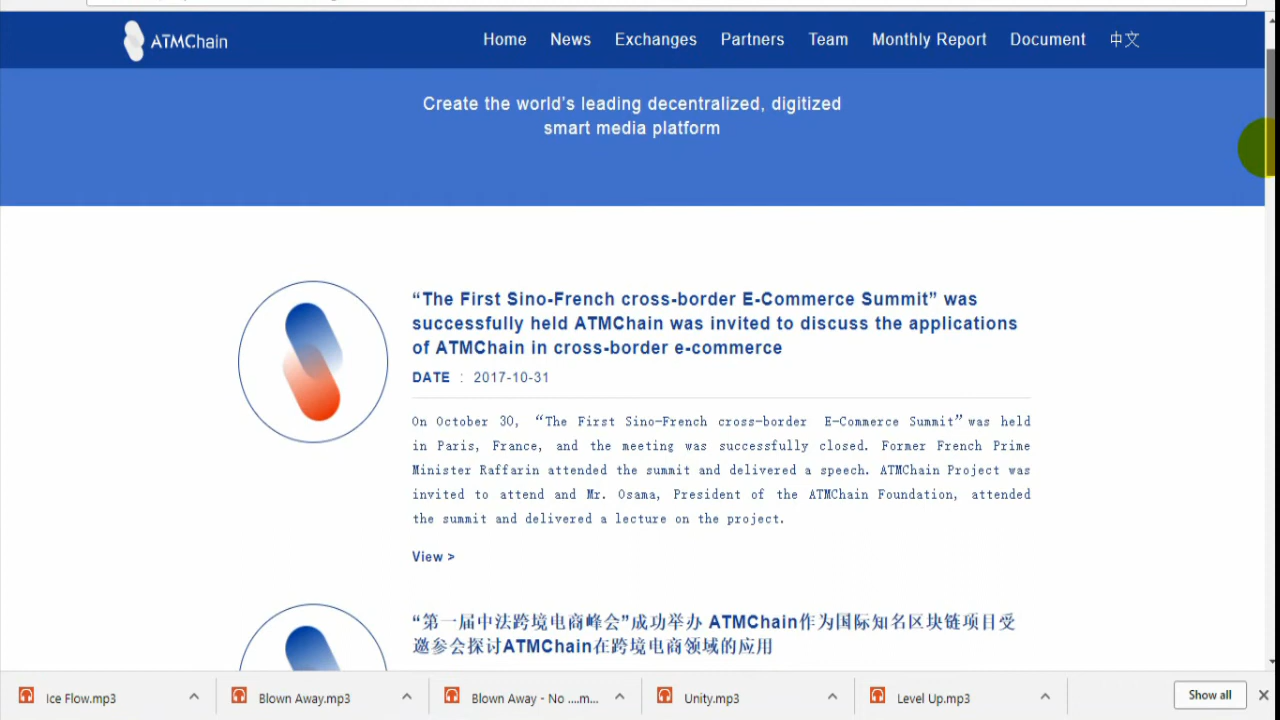 ATMChain
Home News Exchanges Partners Team Monthly Report Document 中文
Create the world's leading decentralized, digitized
smart media platform
“The First Sino-French cross-border E-Commerce Summit” was
successfully held ATMChain was invited to discuss the applications
of ATMChain in cross-border e-commerce
DATE : 2017-10-31
On October 30, “The First Sino-French cross-border E-Commerce Summit” was held
in Paris, France, and the meeting was successfully closed. Former French Prime
Minister Raffarin attended the summit and delivered a speech. ATMChain Project was
invited to attend and Mr. Osama, President of the ATMChain Foundation, attended
the summit and delivered a lecture on the project.
View >
“第一届中法跨境电商峰会”成功举办 ATMChain作为国际知名区块链项目受
邀参会探讨ATMChain在跨境电商领域的应用
Ice Flow.mp3 Blown Away.mp3 Blown Away - No ....m... Unity.mp3 Level Up.mp3 Show all